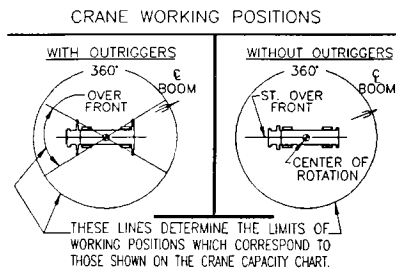 CRANE WORKING POSITIONS
WITH OUTRIGGERS
360°
℄
BOOM
OVER
FRONT
WITHOUT OUTRIGGERS
360°
℄
BOOM
ST. OVER
FRONT
CENTER OF
ROTATION
THESE LINES DETERMINE THE LIMITS OF
WORKING POSITIONS WHICH CORRESPOND TO
THOSE SHOWN ON THE CRANE CAPACITY CHART.